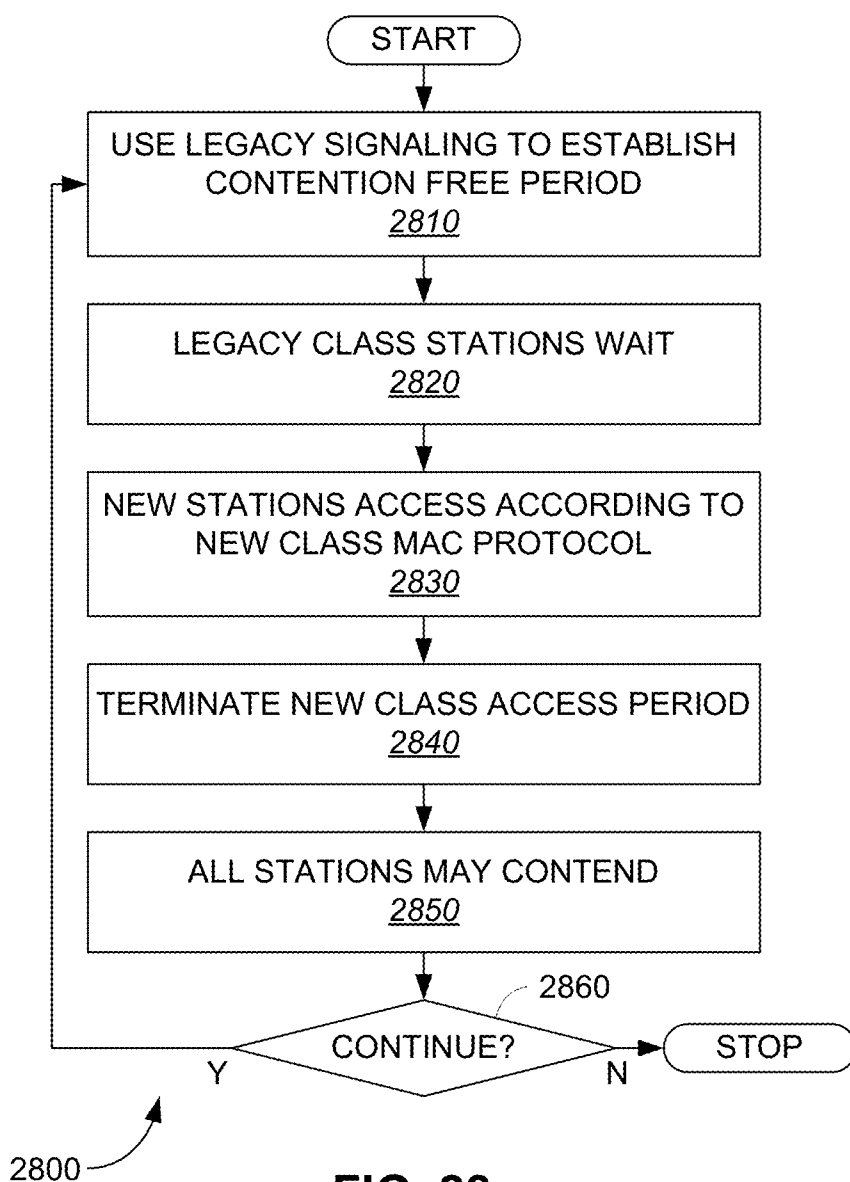 START
USE LEGACY SIGNALING TO ESTABLISH
CONTENTION FREE PERIOD
2810
LEGACY CLASS STATIONS WAIT
2820
NEW STATIONS ACCESS ACCORDING TO
NEW CLASS MAC PROTOCOL
2830
TERMINATE NEW CLASS ACCESS PERIOD
2840
ALL STATIONS MAY CONTEND
2850
2860
CONTINUE?
Y
N
STOP
2800
FIG.